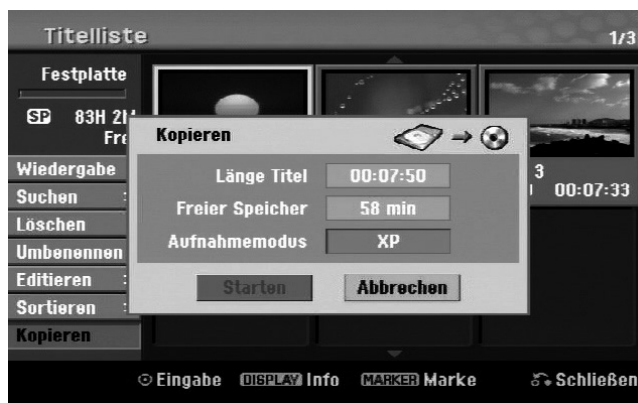 Titelliste
1/3
Festplatte
SP 83H
Wiedergabe
Suchen
Löschen
Umbenennen
Editieren
Sortieren
Kopieren
Kopieren
Länge Titel 00:07:50
Freier Speicher 58 min
Aufnahmemodus XP
Starten Abbrechen
3
00:07:33
Eingabe DISPLAY Info MARKER Marke Schließen